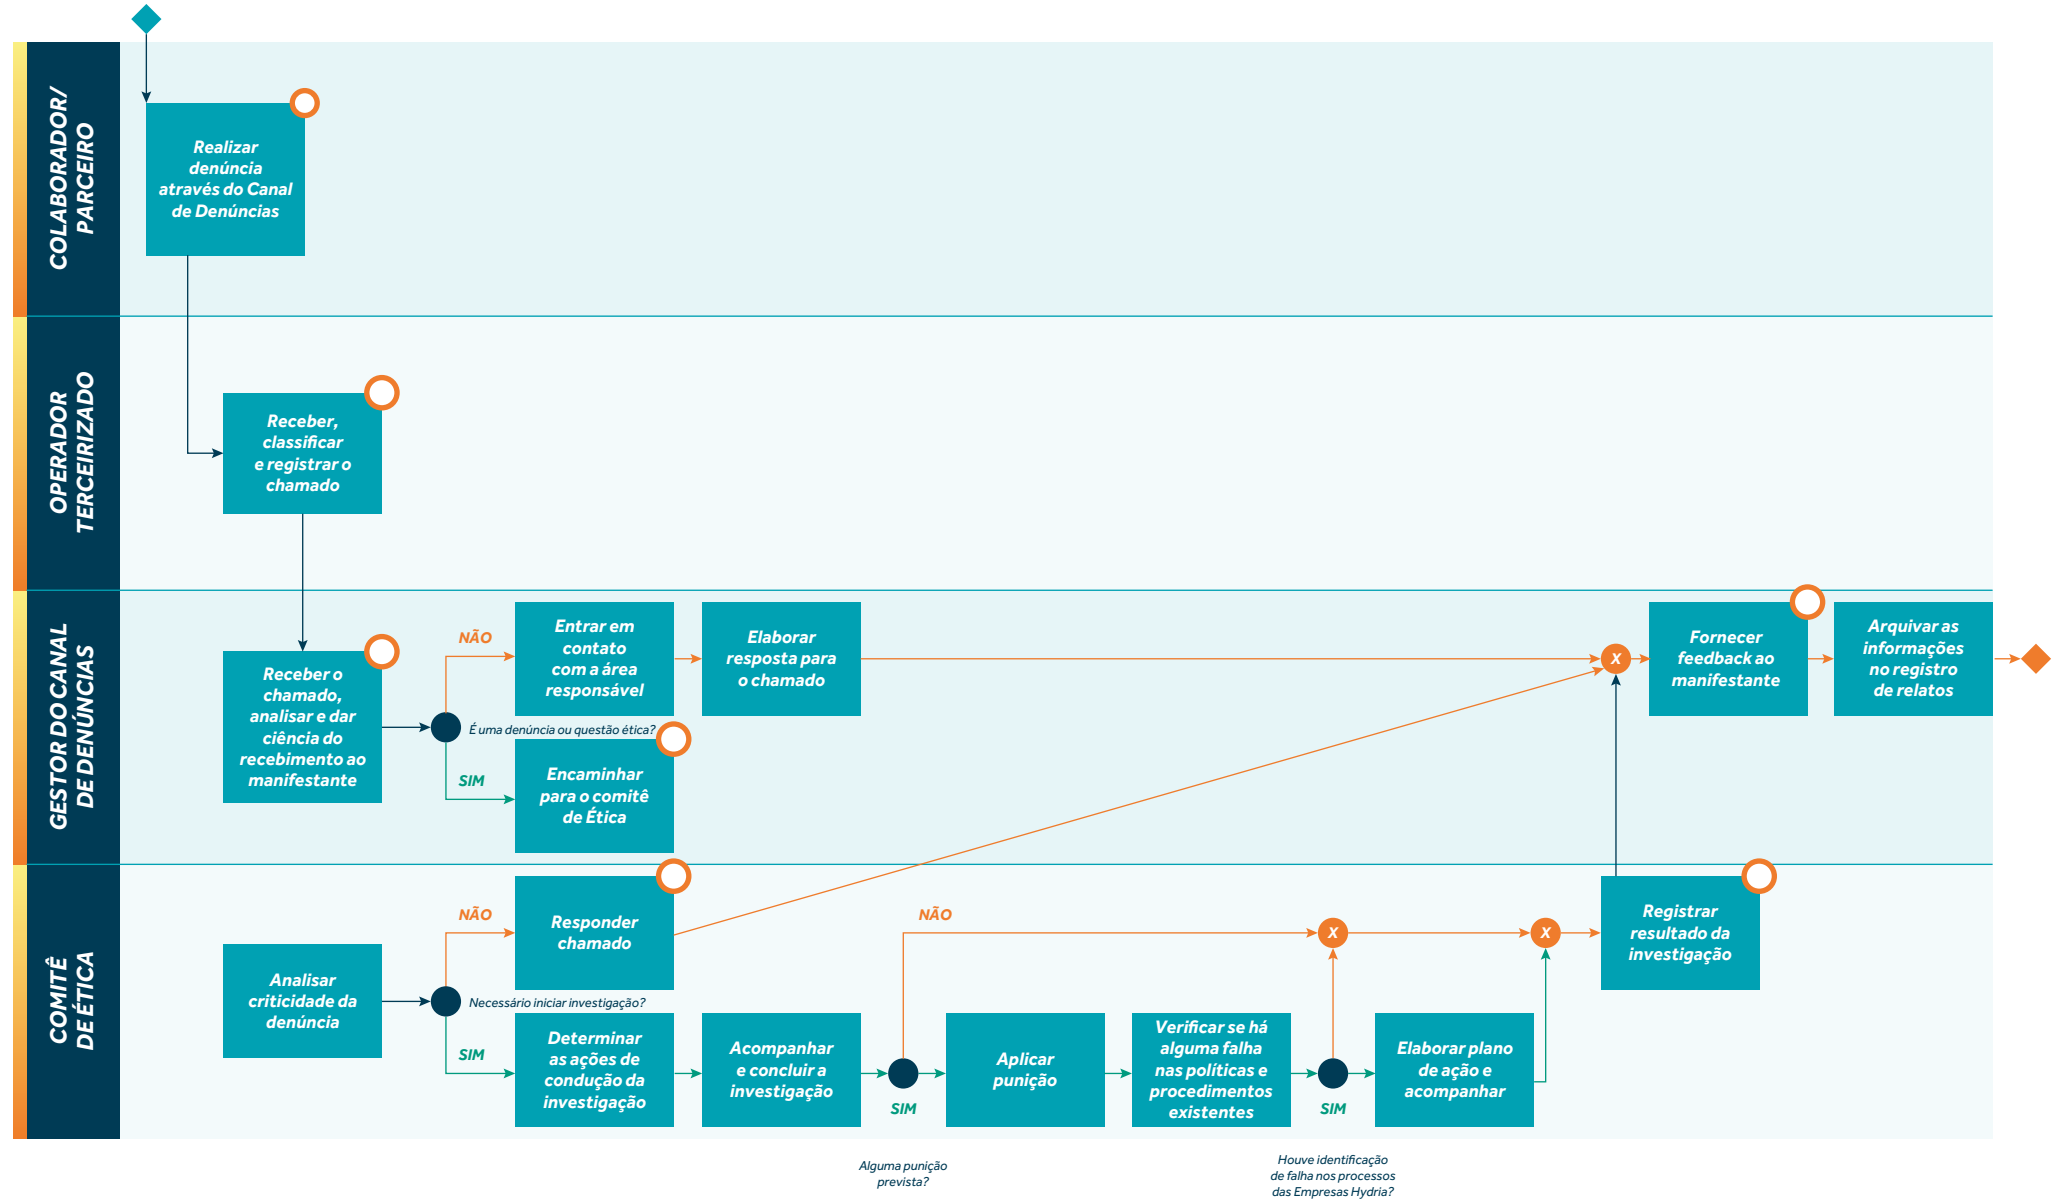 COLABORADOR/
PARCEIRO
Realizar
denúncia
através do Canal
de Denúncias
OPERADOR
TERCEIRIZADO
Receber,
classificar
e registrar o
chamado
GESTOR DO CANAL
DE DENÚNCIAS
Receber o
chamado,
analisar e dar
ciência do
recebimento ao
manifestante
NÃO
Entrar em
contato
com a área
responsável
Elaborar
resposta para
o chamado
É uma denúncia ou questão ética?
SIM
Encaminhar
para o comitê
de Ética
X
Fornecer
feedback ao
manifestante
Arquivar as
informações
no registro
de relatos
COMITÊ
DE ÉTICA
Analisar
criticidade da
denúncia
NÃO
Responder
chamado
Necessário iniciar investigação?
SIM
Determinar
as ações de
condução da
investigação
Acompanhar
e concluir a
investigação
NÃO
SIM
Alguma punição
prevista?
Aplicar
punição
Verificar se há
alguma falha
nas políticas e
procedimentos
existentes
X
SIM
Houve identificação
de falha nos processos
das Empresas Hydria?
Elaborar plano
de ação e
acompanhar
X
Registrar
resultado da
investigação